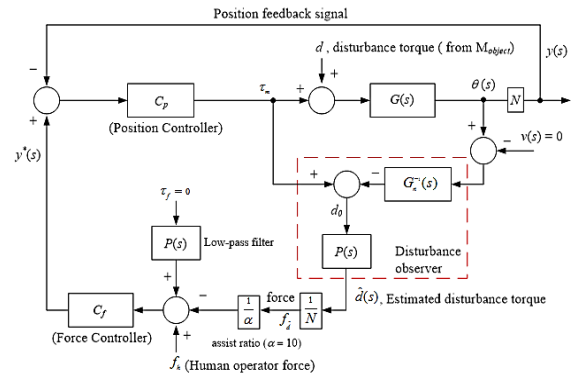 Position feedback signal
d , disturbance torque ( from M_object)
y(s)
−
+
C_p
(Position Controller)
τ_m
+
+
G(s)
θ(s)
N
y*(s)
+
−
v(s) = 0
+
−
G_n^-1(s)
d_0
τ_f = 0
P(s)
Low-pass filter
P(s)
Disturbance
observer
d̂(s), Estimated disturbance torque
+
−
+
C_f
(Force Controller)
1/α
force
f_d̂
1/N
assist ratio (α = 10)
f_h (Human operator force)